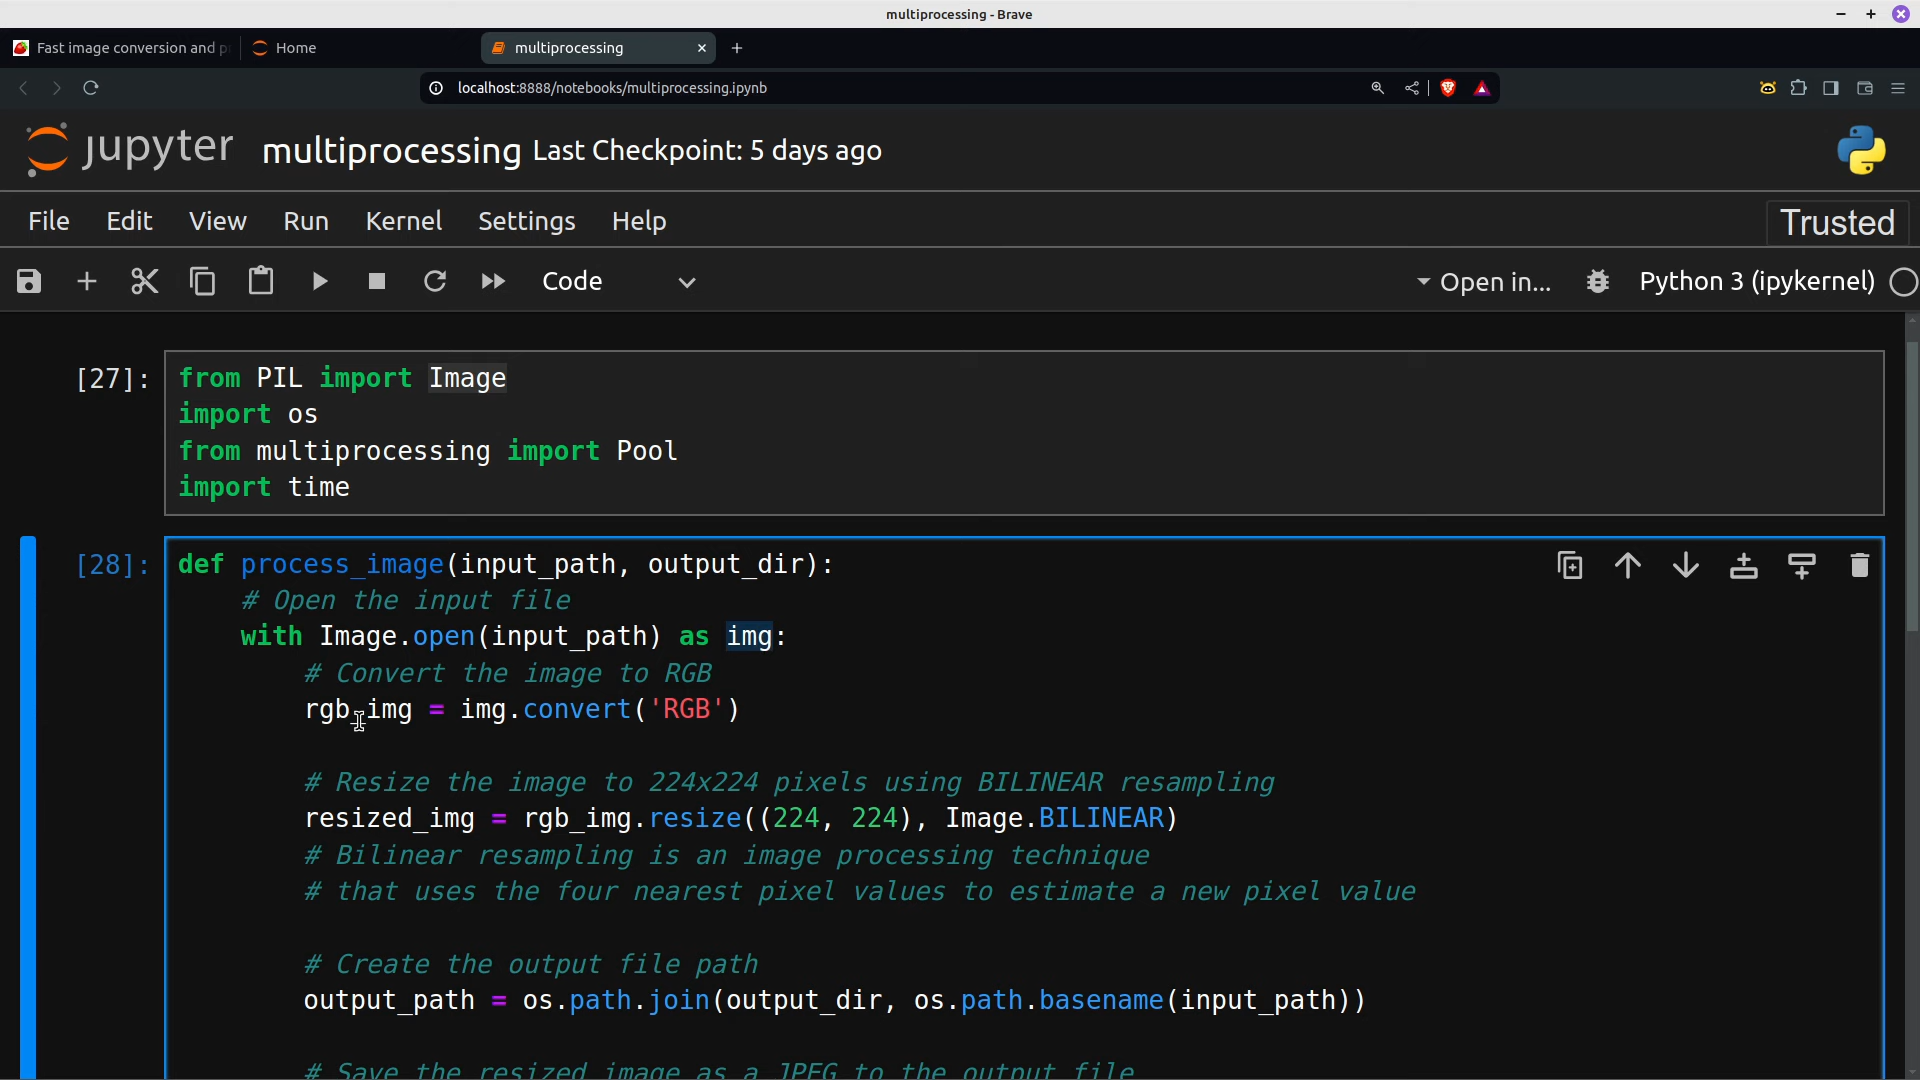 multiprocessing - Brave
Fast image conversion and p
Home
multiprocessing
localhost:8888/notebooks/multiprocessing.ipynb
jupyter multiprocessing Last Checkpoint: 5 days ago
File Edit View Run Kernel Settings Help
Trusted
Code
Open in...
Python 3 (ipykernel)
[27]:
from PIL import Image
import os
from multiprocessing import Pool
import time
[28]:
def process_image(input_path, output_dir):
# Open the input file
with Image.open(input_path) as img:
# Convert the image to RGB
rgb_img = img.convert('RGB')
# Resize the image to 224x224 pixels using BILINEAR resampling
resized_img = rgb_img.resize((224, 224), Image.BILINEAR)
# Bilinear resampling is an image processing technique
# that uses the four nearest pixel values to estimate a new pixel value
# Create the output file path
output_path = os.path.join(output_dir, os.path.basename(input_path))
# Save the resized image as a JPEG to the output file